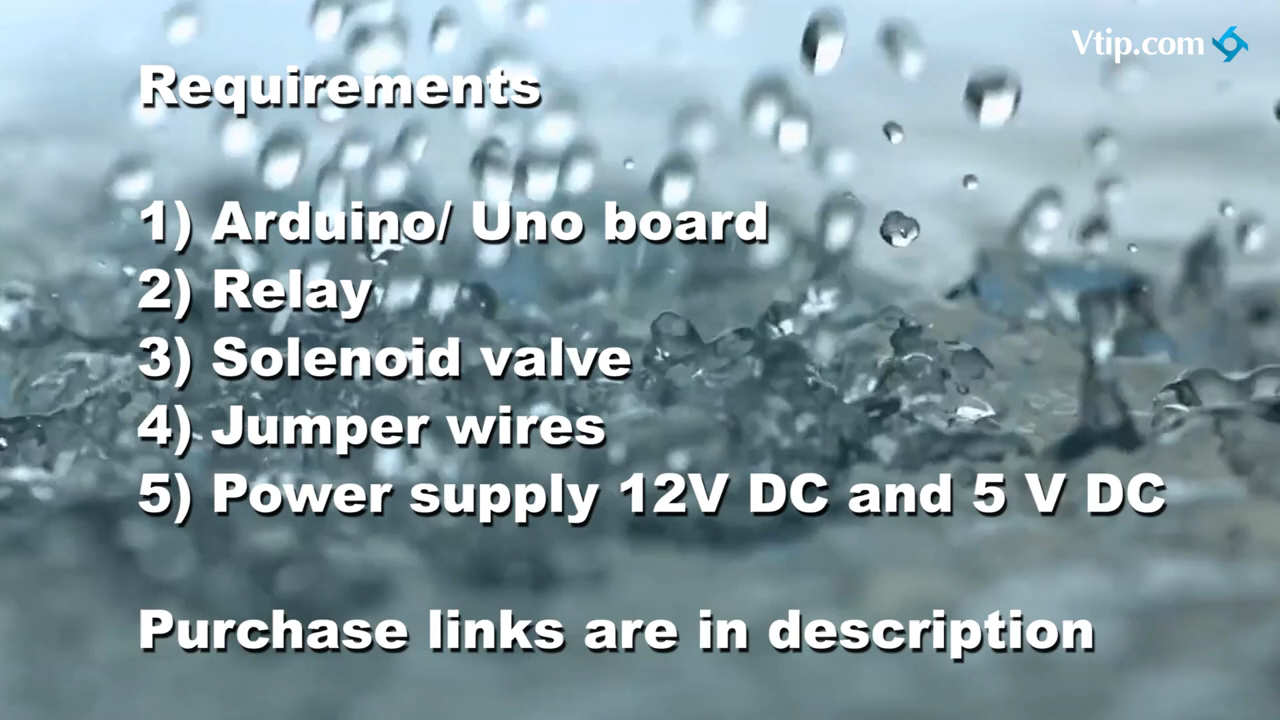 Vtip.com
Requirements
1) Arduino/ Uno board
2) Relay
3) Solenoid valve
4) Jumper wires
5) Power supply 12V DC and 5 V DC
Purchase links are in description